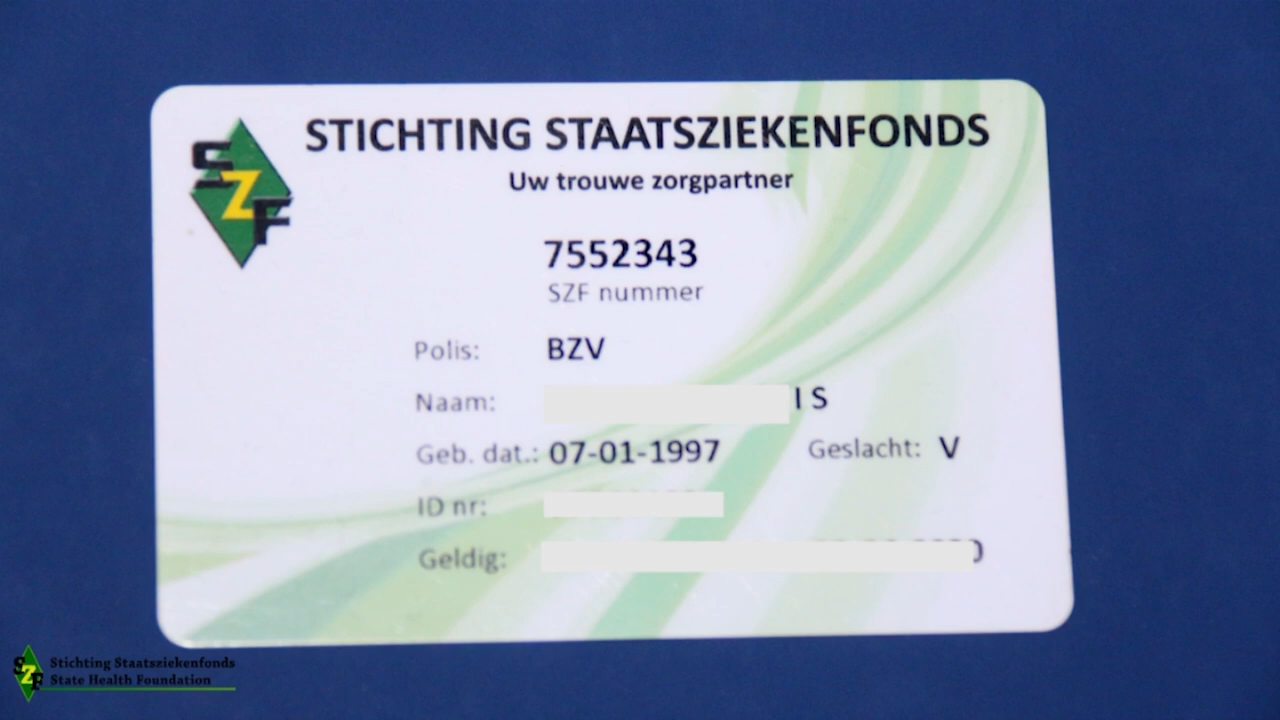 SZF
STICHTING STAATSZIEKENFONDS
Uw trouwe zorgpartner
7552343
SZF nummer
Polis: BZV
Naam: I S
Geb. dat.: 07-01-1997 Geslacht: V
ID nr:
Geldig:
SZF
Stichting Staatsziekenfonds
State Health Foundation